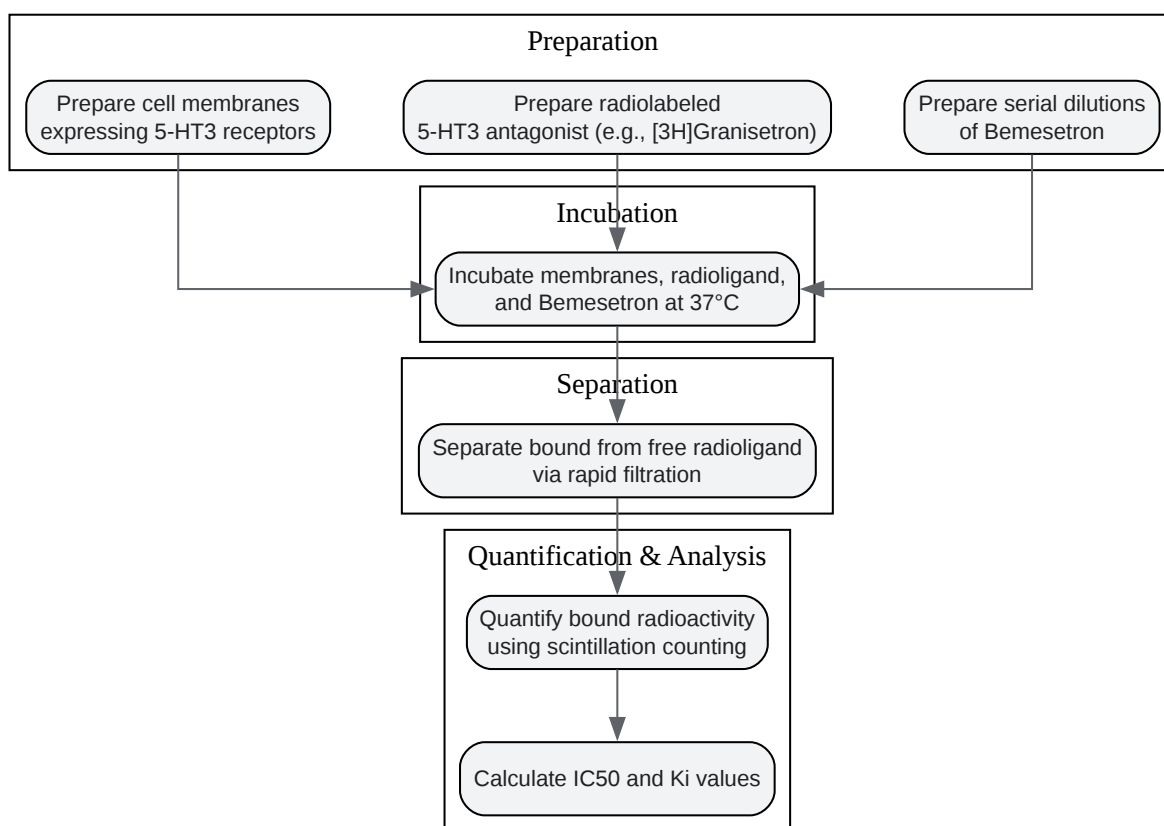 Preparation
Prepare cell membranes
expressing 5-HT3 receptors
Prepare radiolabeled
5-HT3 antagonist (e.g., [3H]Granisetron)
Prepare serial dilutions
of Bemesetron
Incubation
Incubate membranes, radioligand,
and Bemesetron at 37°C
Separation
Separate bound from free radioligand
via rapid filtration
Quantification & Analysis
Quantify bound radioactivity
using scintillation counting
Calculate IC50 and Ki values